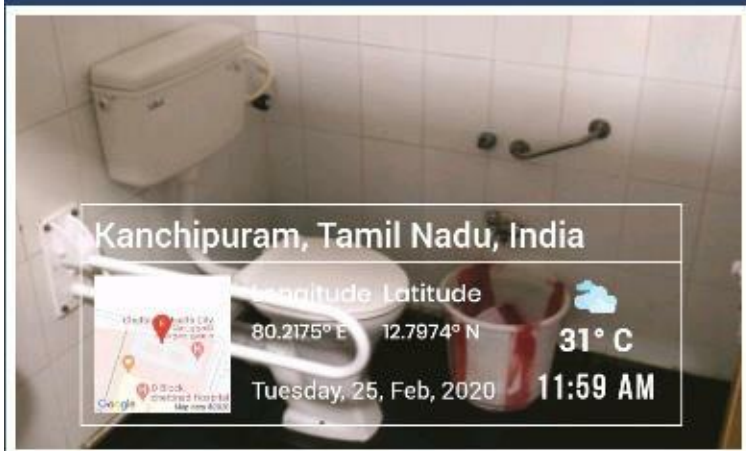 Kanchipuram, Tamil Nadu, India
Longitude Latitude
80.2175° E 12.7974° N
31° C
Tuesday, 25, Feb, 2020
11:59 AM
D Block
Google